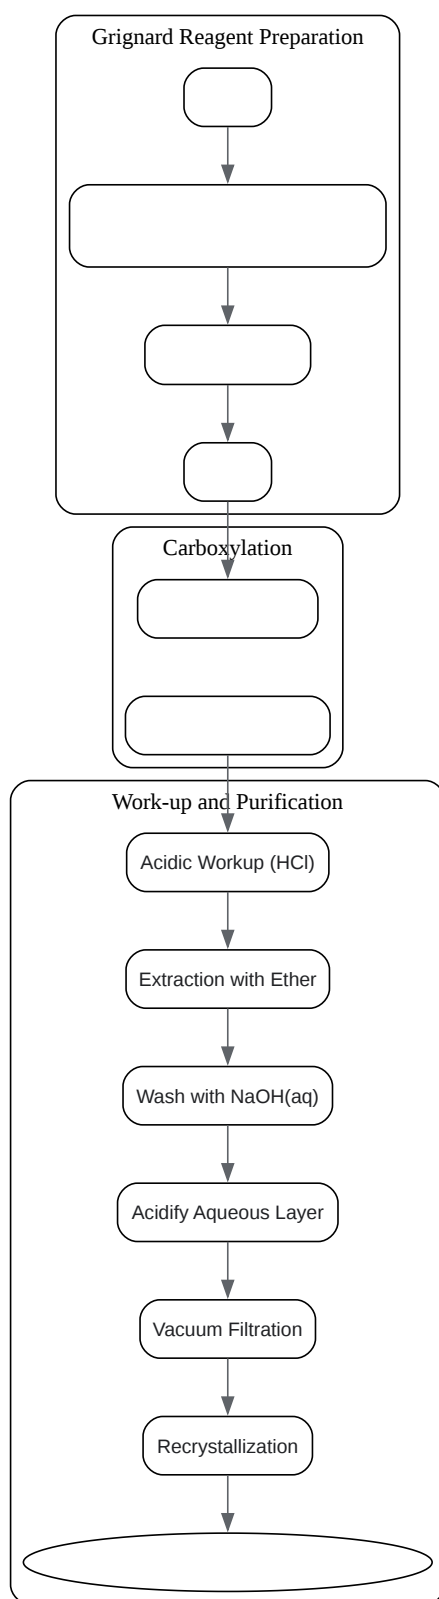 Grignard Reagent Preparation
Carboxylation
Work-up and Purification
Acidic Workup (HCl)
Extraction with Ether
Wash with NaOH(aq)
Acidify Aqueous Layer
Vacuum Filtration
Recrystallization